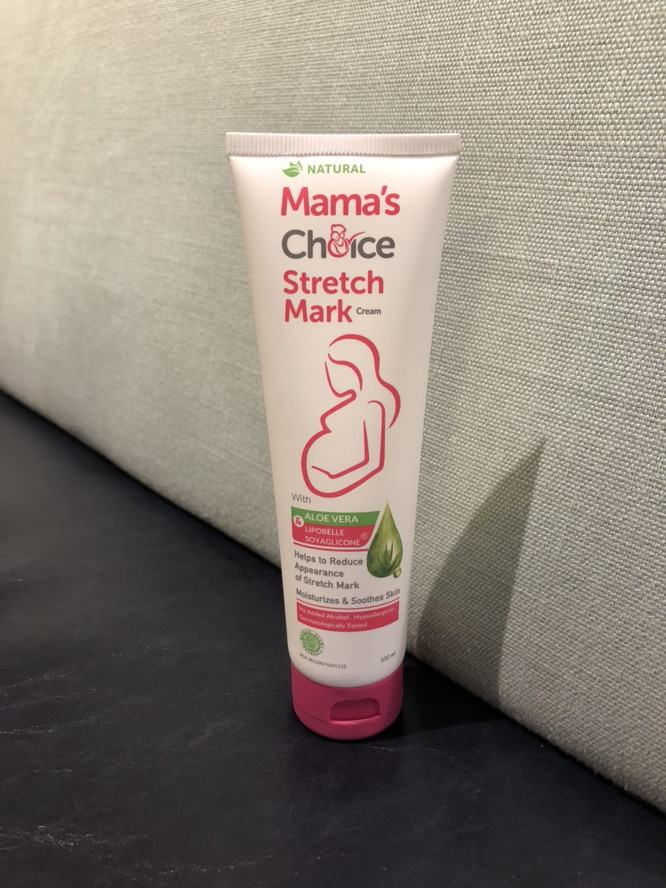 NATURAL
Mama's
Choice
Stretch
Mark Cream
With
ALOE VERA
&
LIPOBELLE
SOYAGLICONE®
Helps to Reduce
Appearance
of Stretch Mark
Moisturizes & Soothes Skin
No Added Alcohol . Hypoallergenic .
Dermatologically Tested .
100 ml